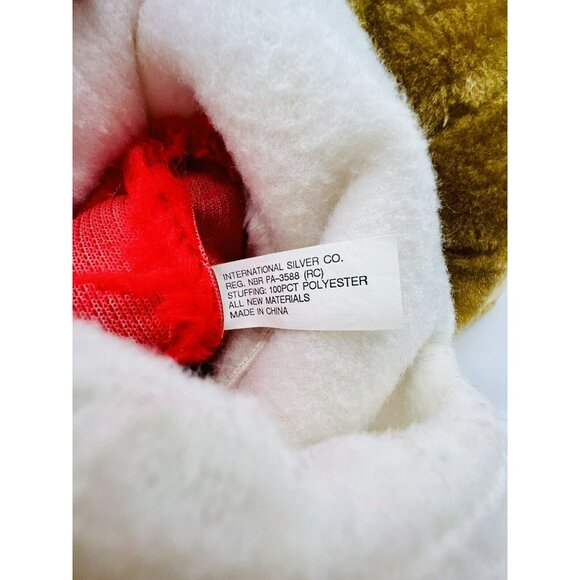 INTERNATIONAL SILVER CO.
REG. NBR PA-3588 (RC)
STUFFING: 100PCT POLYESTER
ALL NEW MATERIALS
MADE IN CHINA